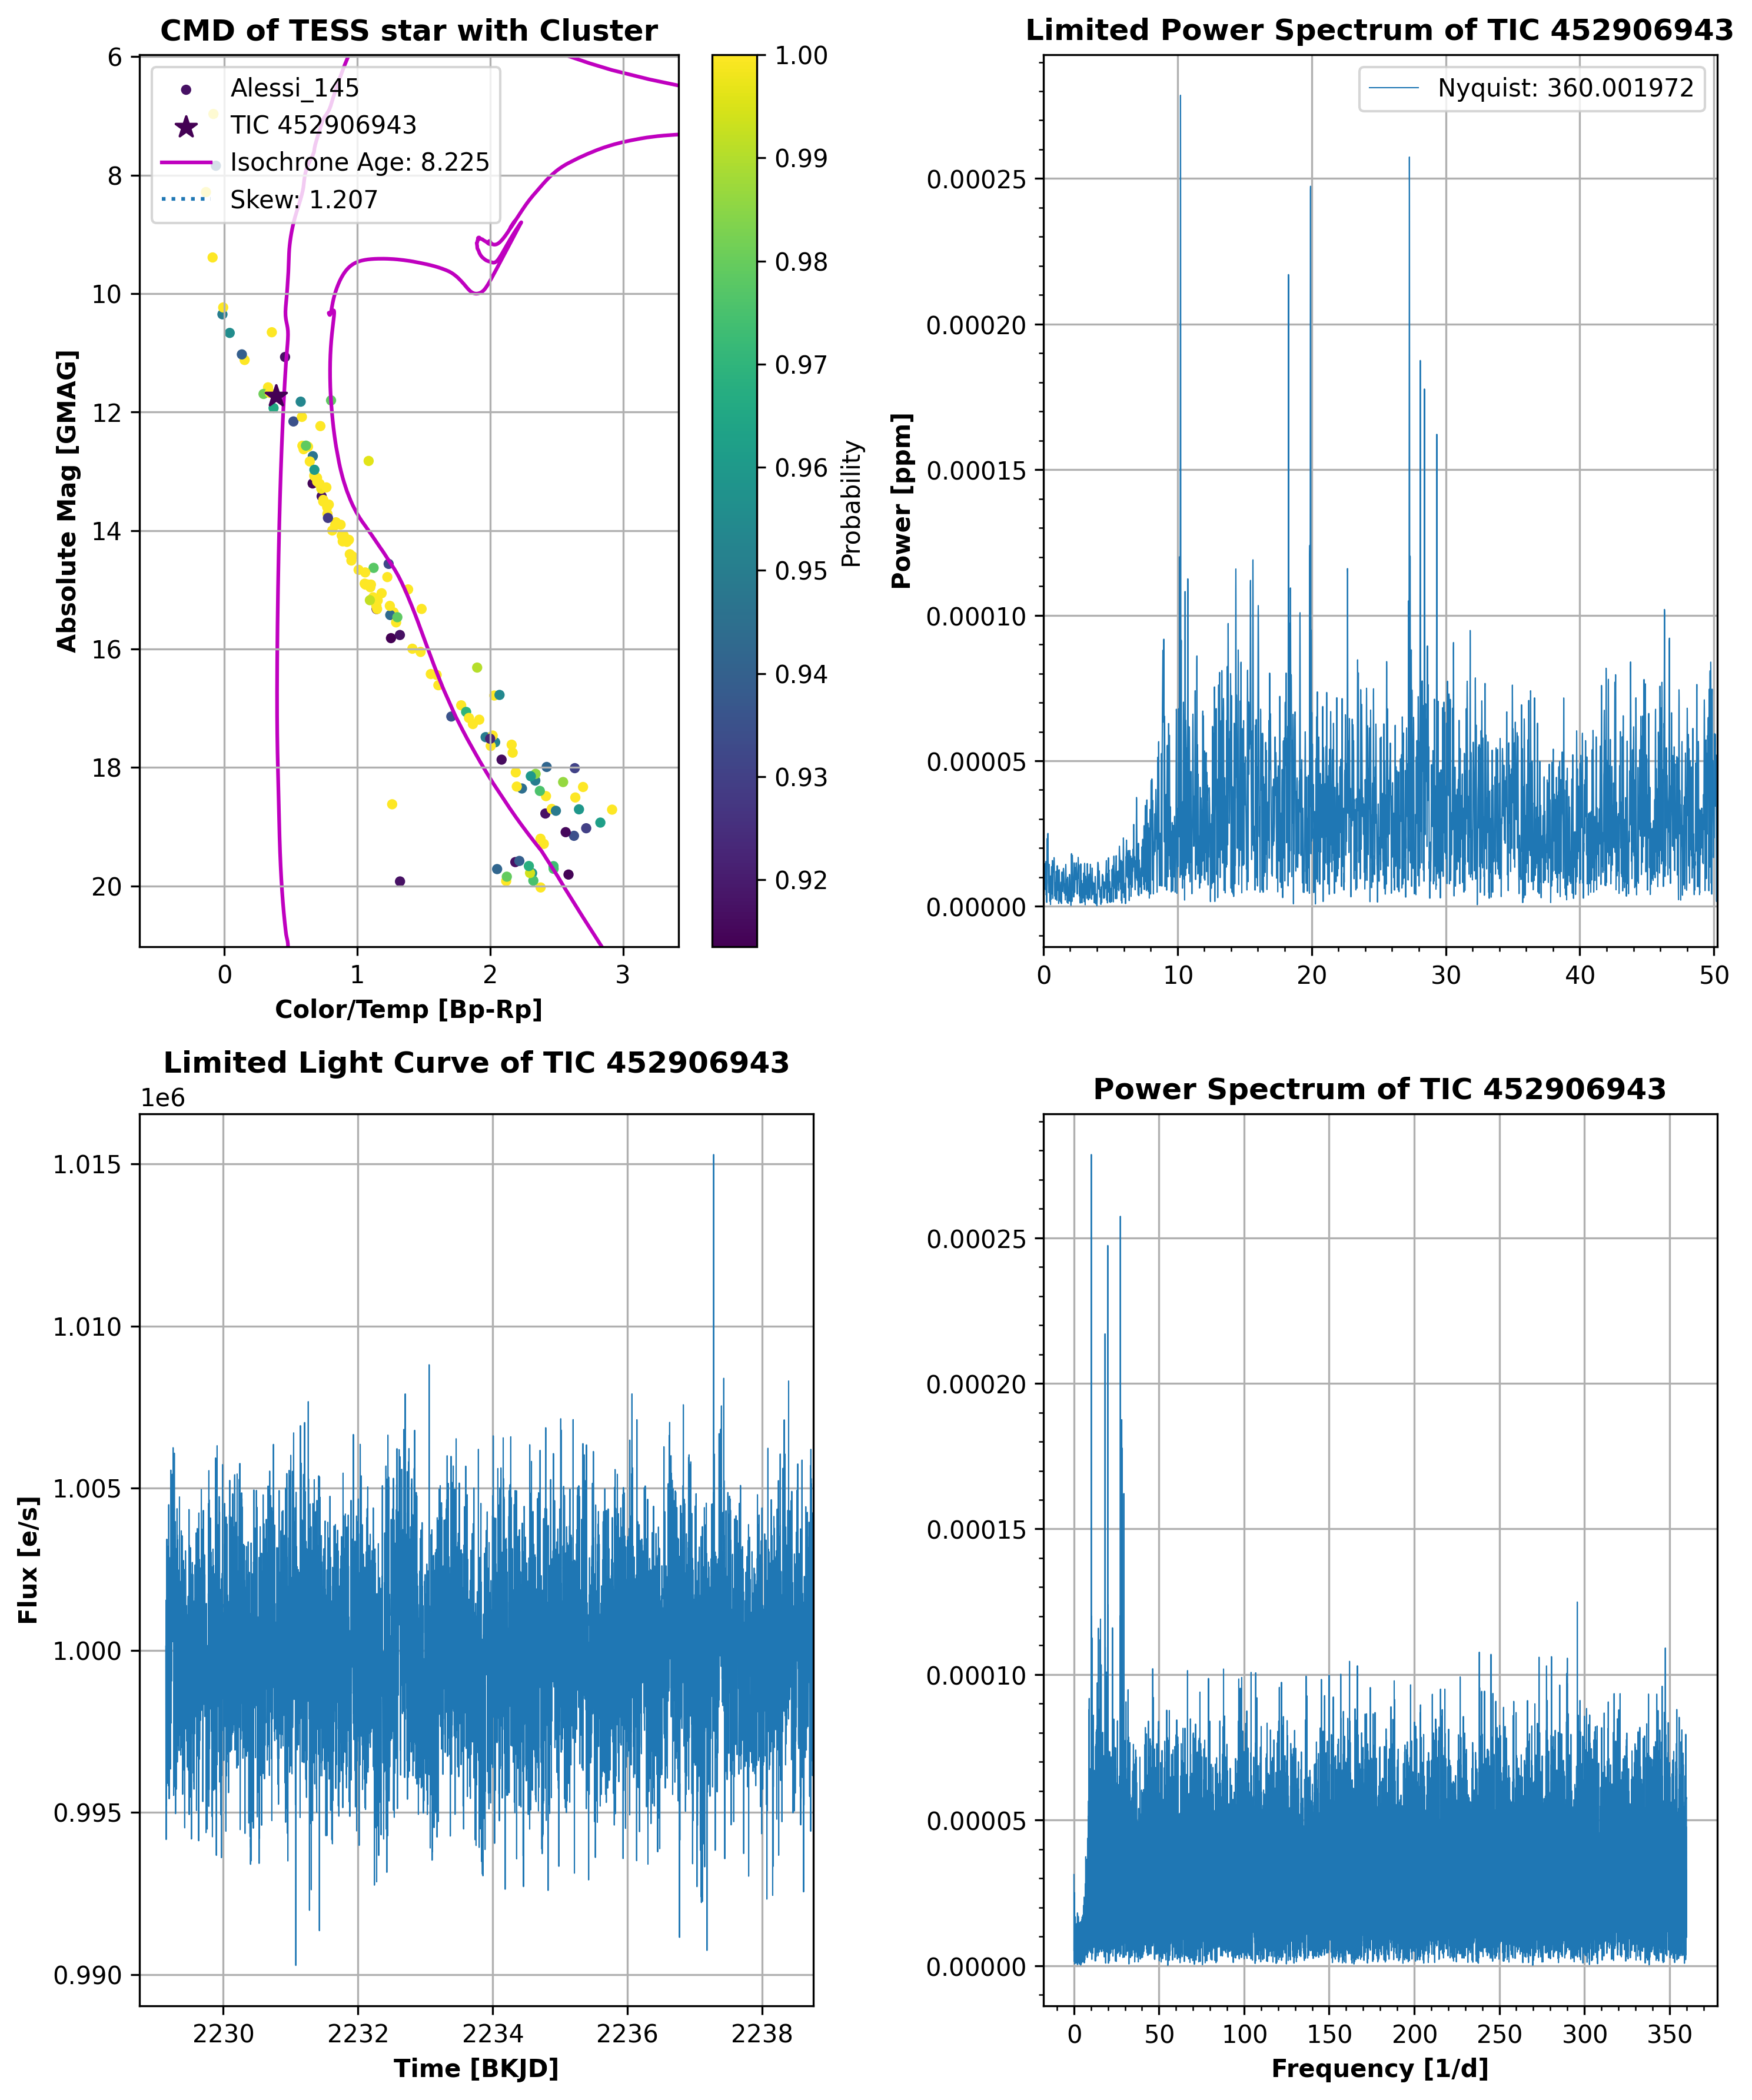 CMD of TESS star with Cluster
Alessi_145
TIC 452906943
Isochrone Age: 8.225
Skew: 1.207
6
8
10
12
14
16
18
20
Absolute Mag [GMAG]
0 1 2 3
Color/Temp [Bp-Rp]
1.00
0.99
0.98
0.97
0.96
0.95
0.94
0.93
0.92
Probability
Limited Power Spectrum of TIC 452906943
Nyquist: 360.001972
0.00025
0.00020
0.00015
0.00010
0.00005
0.00000
Power [ppm]
0 10 20 30 40 50
Limited Light Curve of TIC 452906943
1e6
1.015
1.010
1.005
1.000
0.995
0.990
Flux [e/s]
2230 2232 2234 2236 2238
Time [BKJD]
Power Spectrum of TIC 452906943
0.00025
0.00020
0.00015
0.00010
0.00005
0.00000
0 50 100 150 200 250 300 350
Frequency [1/d]